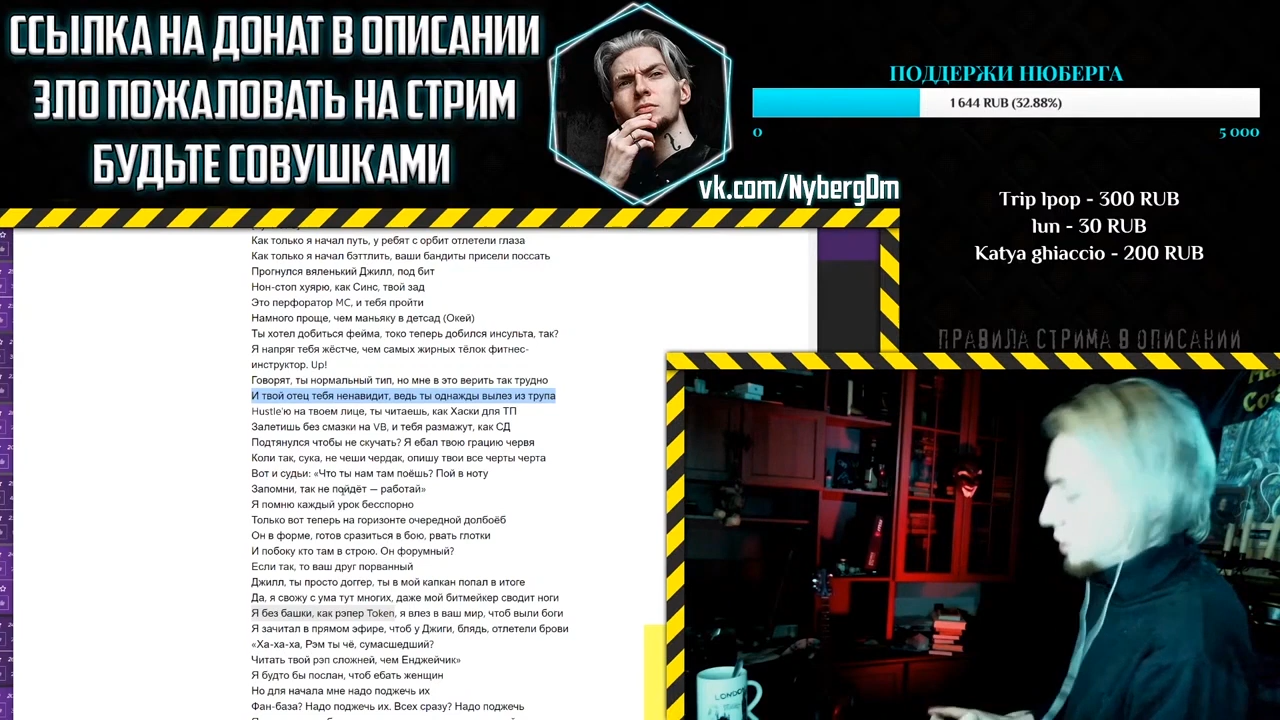 ССЫЛКА НА ДОНАТ В ОПИСАНИИ
ЗЛО ПОЖАЛОВАТЬ НА СТРИМ
БУДЬТЕ СОВУШКАМИ
vk.com/NybergDm
ПОДДЕРЖИ НЮБЕРГА
1 644 RUB (32.88%)
0
5 000
Trip lpop - 300 RUB
lun - 30 RUB
Katya ghiaccio - 200 RUB
ПРАВИЛА СТРИМА В ОПИСАНИИ
Как только я начал путь, у ребят с орбит отлетели глаза
Как только я начал бэттлить, ваши бандиты присели поссать
Прогнулся вяленький Джилл, под бит
Нон-стоп хуярю, как Синс, твой зад
Это перфоратор MC, и тебя пройти
Намного проще, чем маньяку в детсад (Окей)
Ты хотел добиться фейма, токо теперь добился инсульта, так?
Я напряг тебя жёстче, чем самых жирных тёлок фитнес-
инструктор. Up!
Говорят, ты нормальный тип, но мне в это верить так трудно
И твой отец тебя ненавидит, ведь ты однажды вылез из трупа
Hustle'ю на твоем лице, ты читаешь, как Хаски для ТП
Залетишь без смазки на VB, и тебя размажут, как СД
Подтянулся чтобы не скучать? Я ебал твою грацию червя
Коли так, сука, не чеши чердак, опишу твои все черты черта
Вот и судьи: «Что ты нам там поёшь? Пой в ноту
Запомни, так не пойдёт — работай»
Я помню каждый урок бесспорно
Только вот теперь на горизонте очередной долбоёб
Он в форме, готов сразиться в бою, рвать глотки
И побоку кто там в строю. Он форумный?
Если так, то ваш друг порванный
Джилл, ты просто доггер, ты в мой капкан попал в итоге
Да, я свожу с ума тут многих, даже мой битмейкер сводит ноги
Я без башки, как рэпер Token, я влез в ваш мир, чтоб выли боги
Я зачитал в прямом эфире, чтоб у Джиги, блядь, отлетели брови
«Ха-ха-ха, Рэм ты чё, сумасшедший?
Читать твой рэп сложней, чем Енджейчик»
Я будто бы послан, чтоб ебать женщин
Но для начала мне надо поджечь их
Фан-база? Надо поджечь их. Всех сразу? Надо поджечь
LONDON